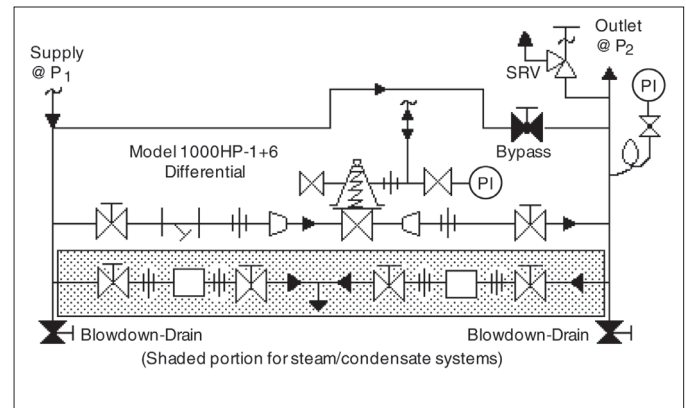 Supply
@ P1
Outlet
@ P2
SRV
PI
Bypass
Model 1000HP-1+6
Differential
PI
Blowdown-Drain
Blowdown-Drain
(Shaded portion for steam/condensate systems)